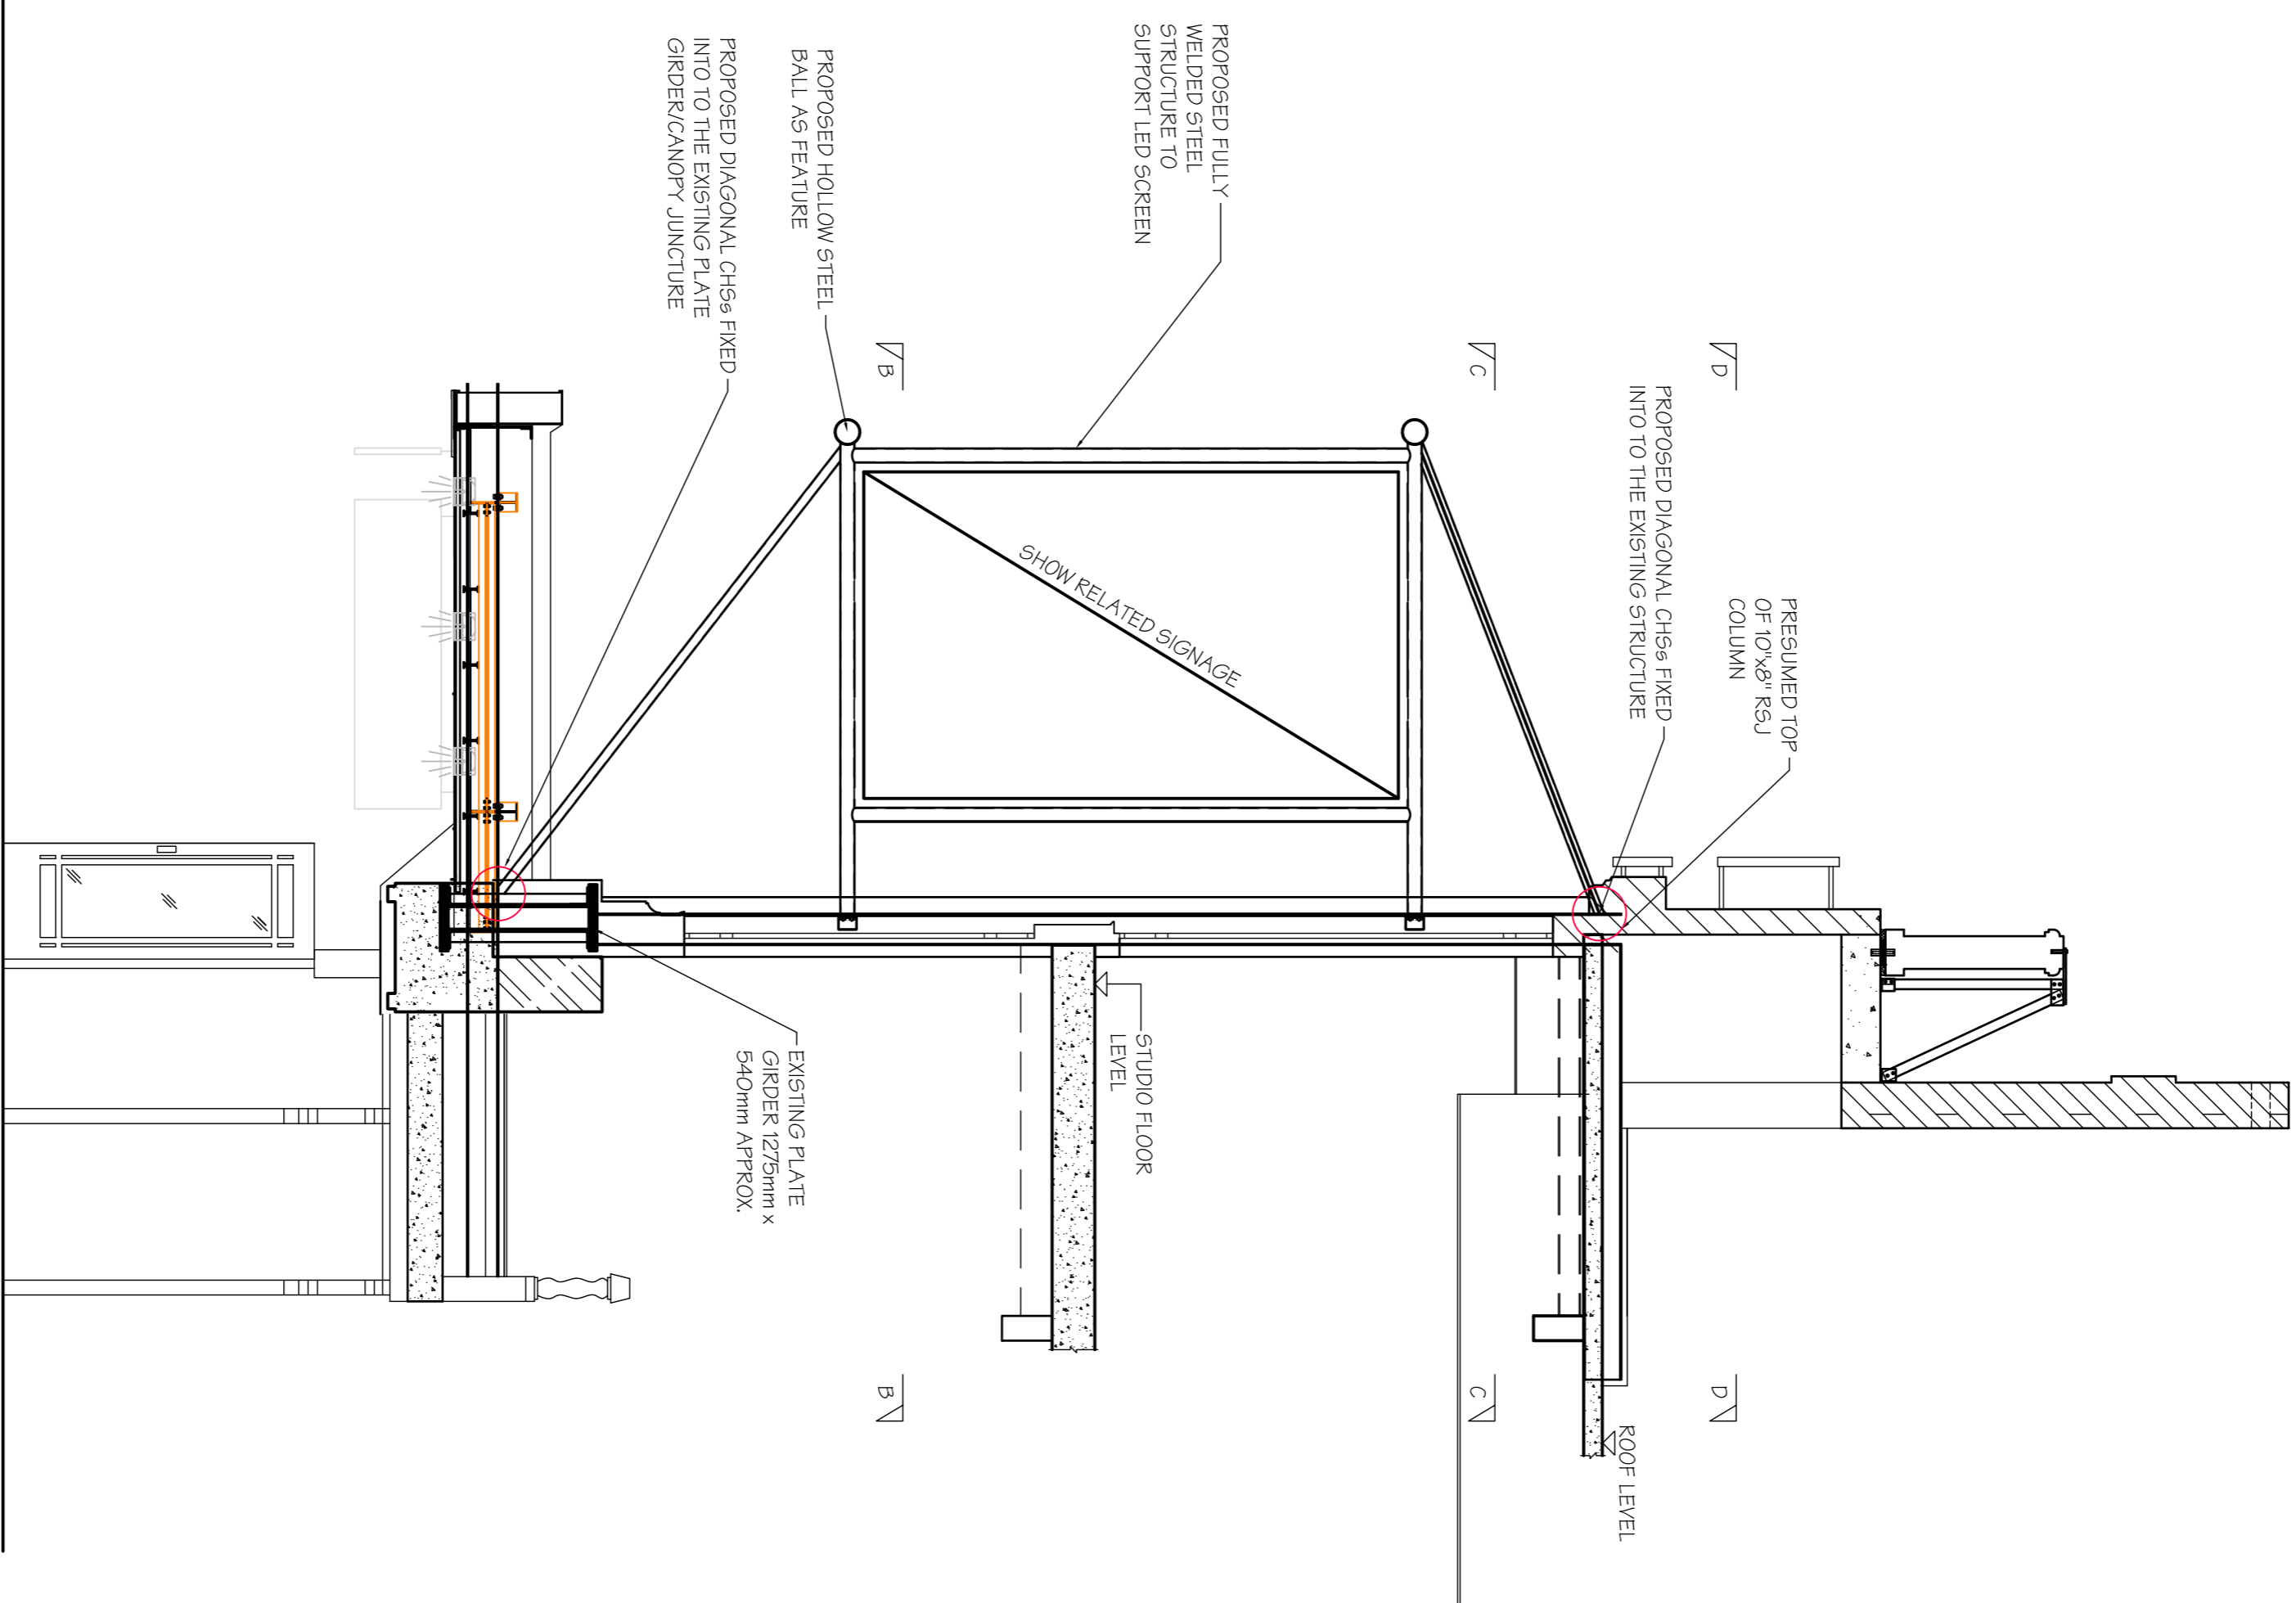 PROPOSED FULLY
WELDED STEEL
STRUCTURE TO
SUPPORT LED SCREEN
PROPOSED HOLLOW STEEL
BALL AS FEATURE
PROPOSED DIAGONAL CHSs FIXED
INTO TO THE EXISTING PLATE
GIRDER/CANOPY JUNCTURE
D
C
B
PROPOSED DIAGONAL CHSs FIXED
INTO TO THE EXISTING STRUCTURE
PRESUMED TOP
OF 10"x8" RSJ
COLUMN
SHOW RELATED SIGNAGE
STUDIO FLOOR
LEVEL
EXISTING PLATE
GIRDER 1275mm x
540mm APPROX.
D
C
B
ROOF LEVEL